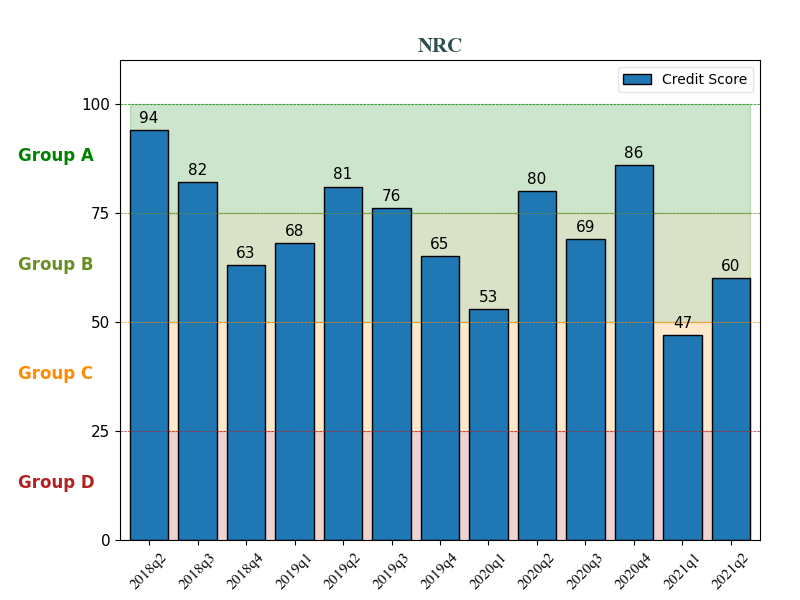 NRC
Credit Score
100
75
50
25
0
Group A
Group B
Group C
Group D
94
82
63
68
81
76
65
53
80
69
86
47
60
2018q2
2018q3
2018q4
2019q1
2019q2
2019q3
2019q4
2020q1
2020q2
2020q3
2020q4
2021q1
2021q2